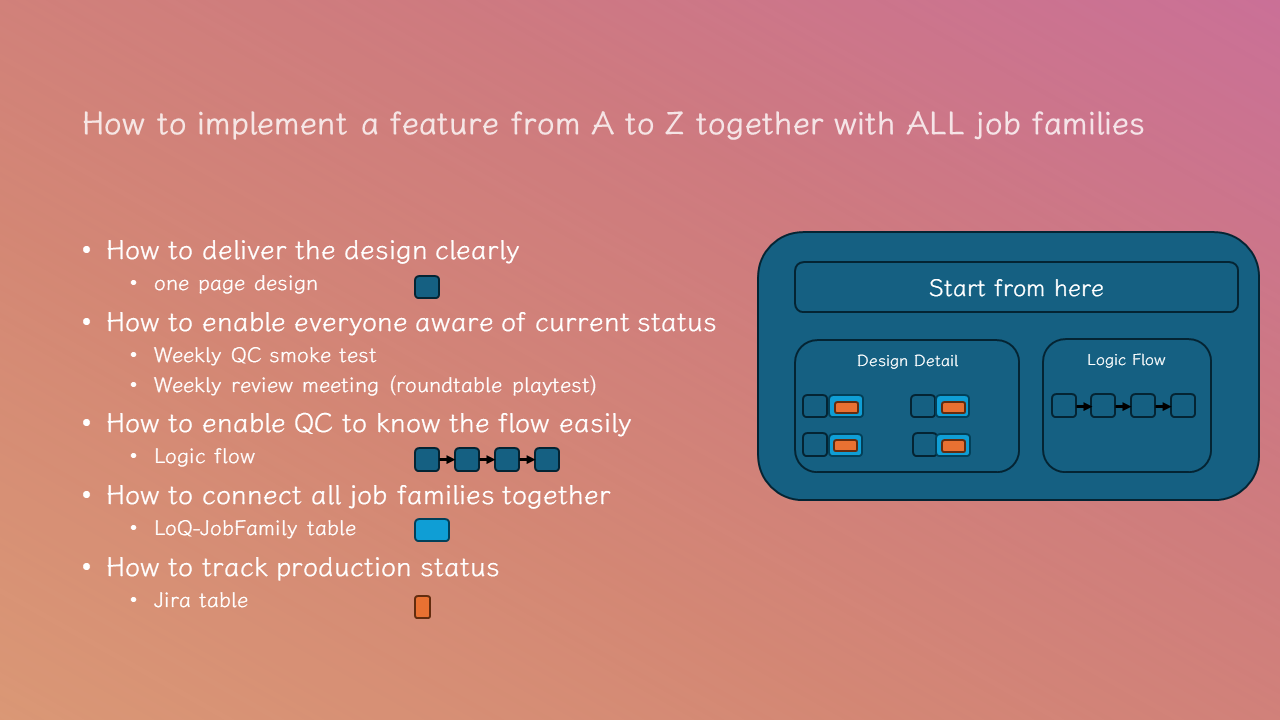 How to implement a feature from A to Z together with ALL job families
• How to deliver the design clearly
• one page design
• How to enable everyone aware of current status
• Weekly QC smoke test
• Weekly review meeting (roundtable playtest)
• How to enable QC to know the flow easily
• Logic flow
• How to connect all job families together
• LoQ-JobFamily table
• How to track production status
• Jira table
Start from here
Design Detail
Logic Flow